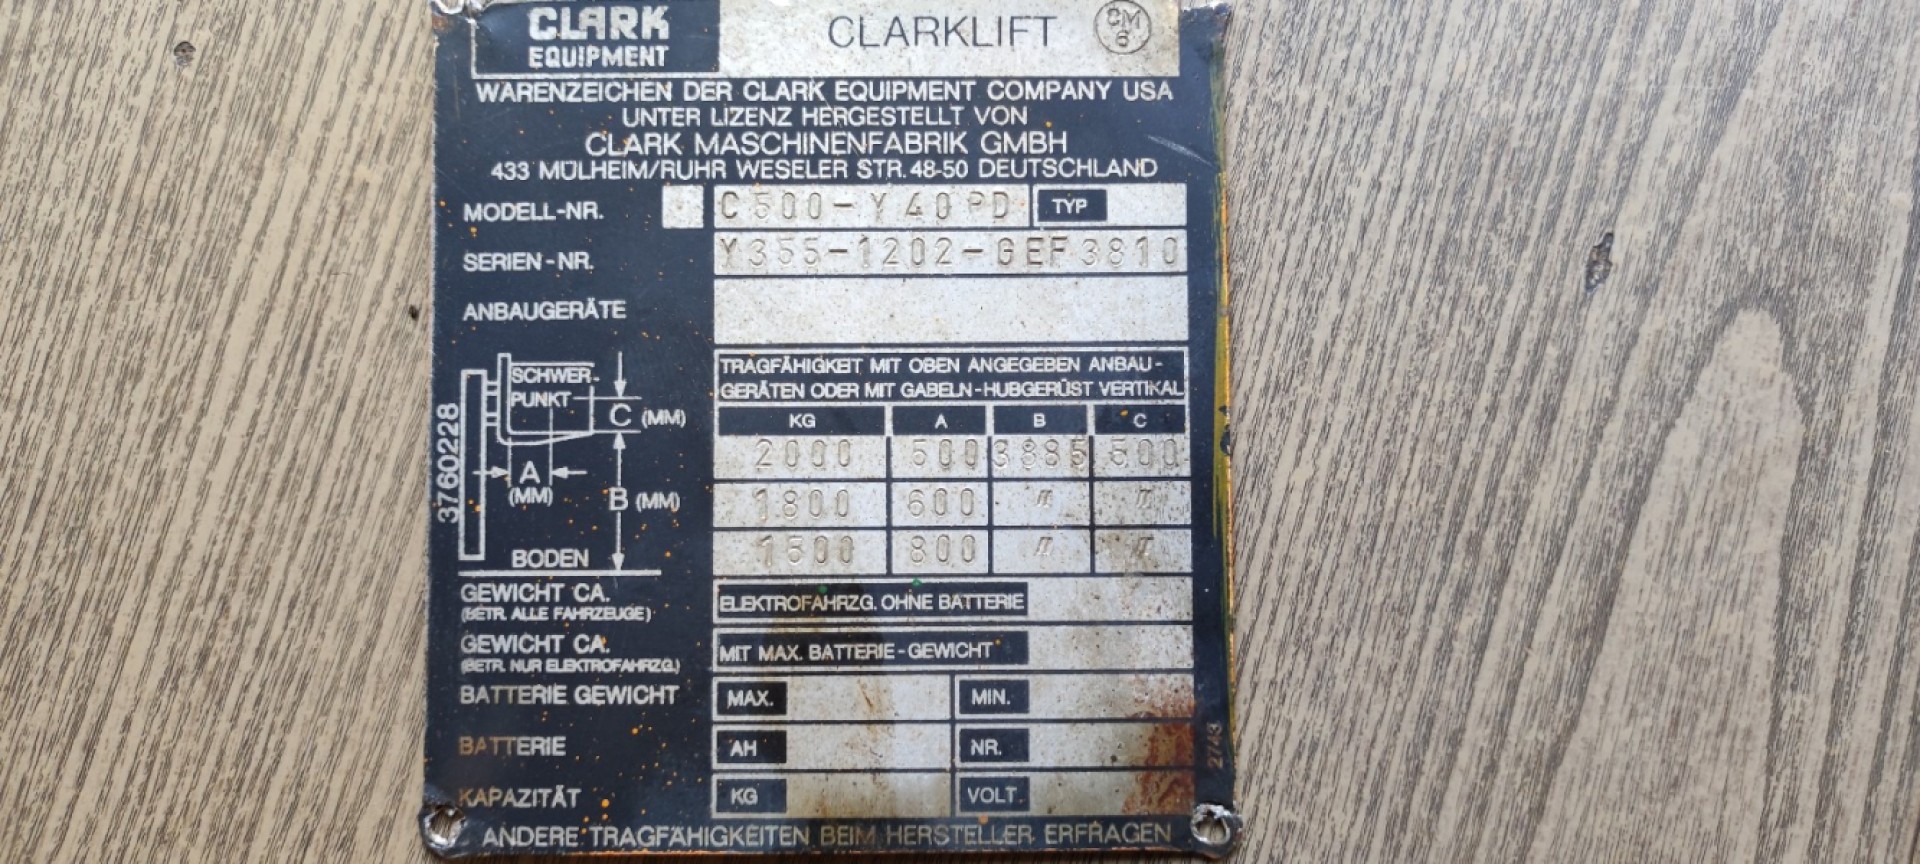 CLARK
EQUIPMENT
CLARKLIFT
CM
6
WARENZEICHEN DER CLARK EQUIPMENT COMPANY USA
UNTER LIZENZ HERGESTELLT VON
CLARK MASCHINENFABRIK GMBH
433 MÜLHEIM/RUHR WESELER STR. 48-50 DEUTSCHLAND
MODELL-NR. C500-Y40PD TYP
SERIEN-NR. Y355-1202-GEF3810
ANBAUGERÄTE
TRAGFÄHIGKEIT MIT OBEN ANGEGEBEN ANBAU-
GERÄTEN ODER MIT GABELN-HUBGERÜST VERTIKAL
KG A B C
2000 500 3885 500
1800 600 〃 〃
1500 800 〃 〃
SCHWER-
PUNKT
C (MM)
A
(MM)
B (MM)
BODEN
3760228
GEWICHT CA.
(BETR. ALLE FAHRZEUGE)
ELEKTROFAHRZG. OHNE BATTERIE
GEWICHT CA.
(BETR. NUR ELEKTROFAHRZG.)
MIT MAX. BATTERIE-GEWICHT
BATTERIE GEWICHT MAX. MIN.
BATTERIE AH NR.
KAPAZITÄT KG VOLT.
2743
ANDERE TRAGFÄHIGKEITEN BEIM HERSTELLER ERFRAGEN